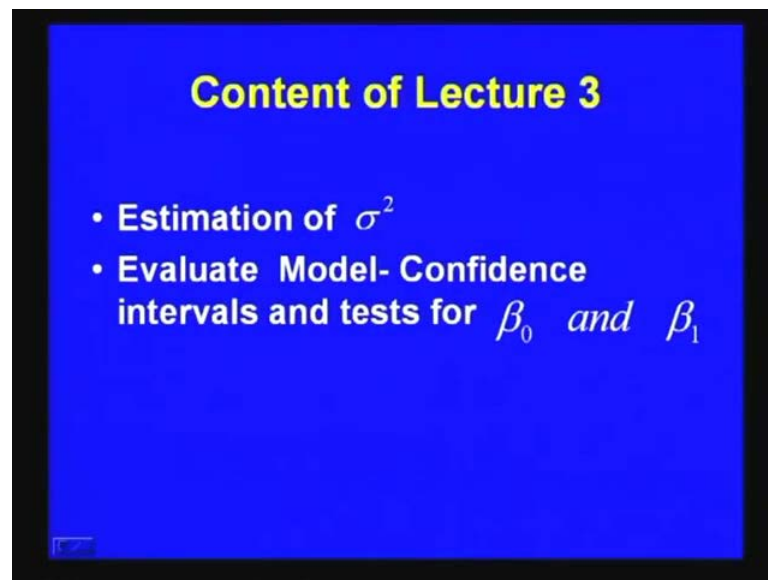 Content of Lecture 3
• Estimation of σ²
• Evaluate Model- Confidence
intervals and tests for β₀ and β₁